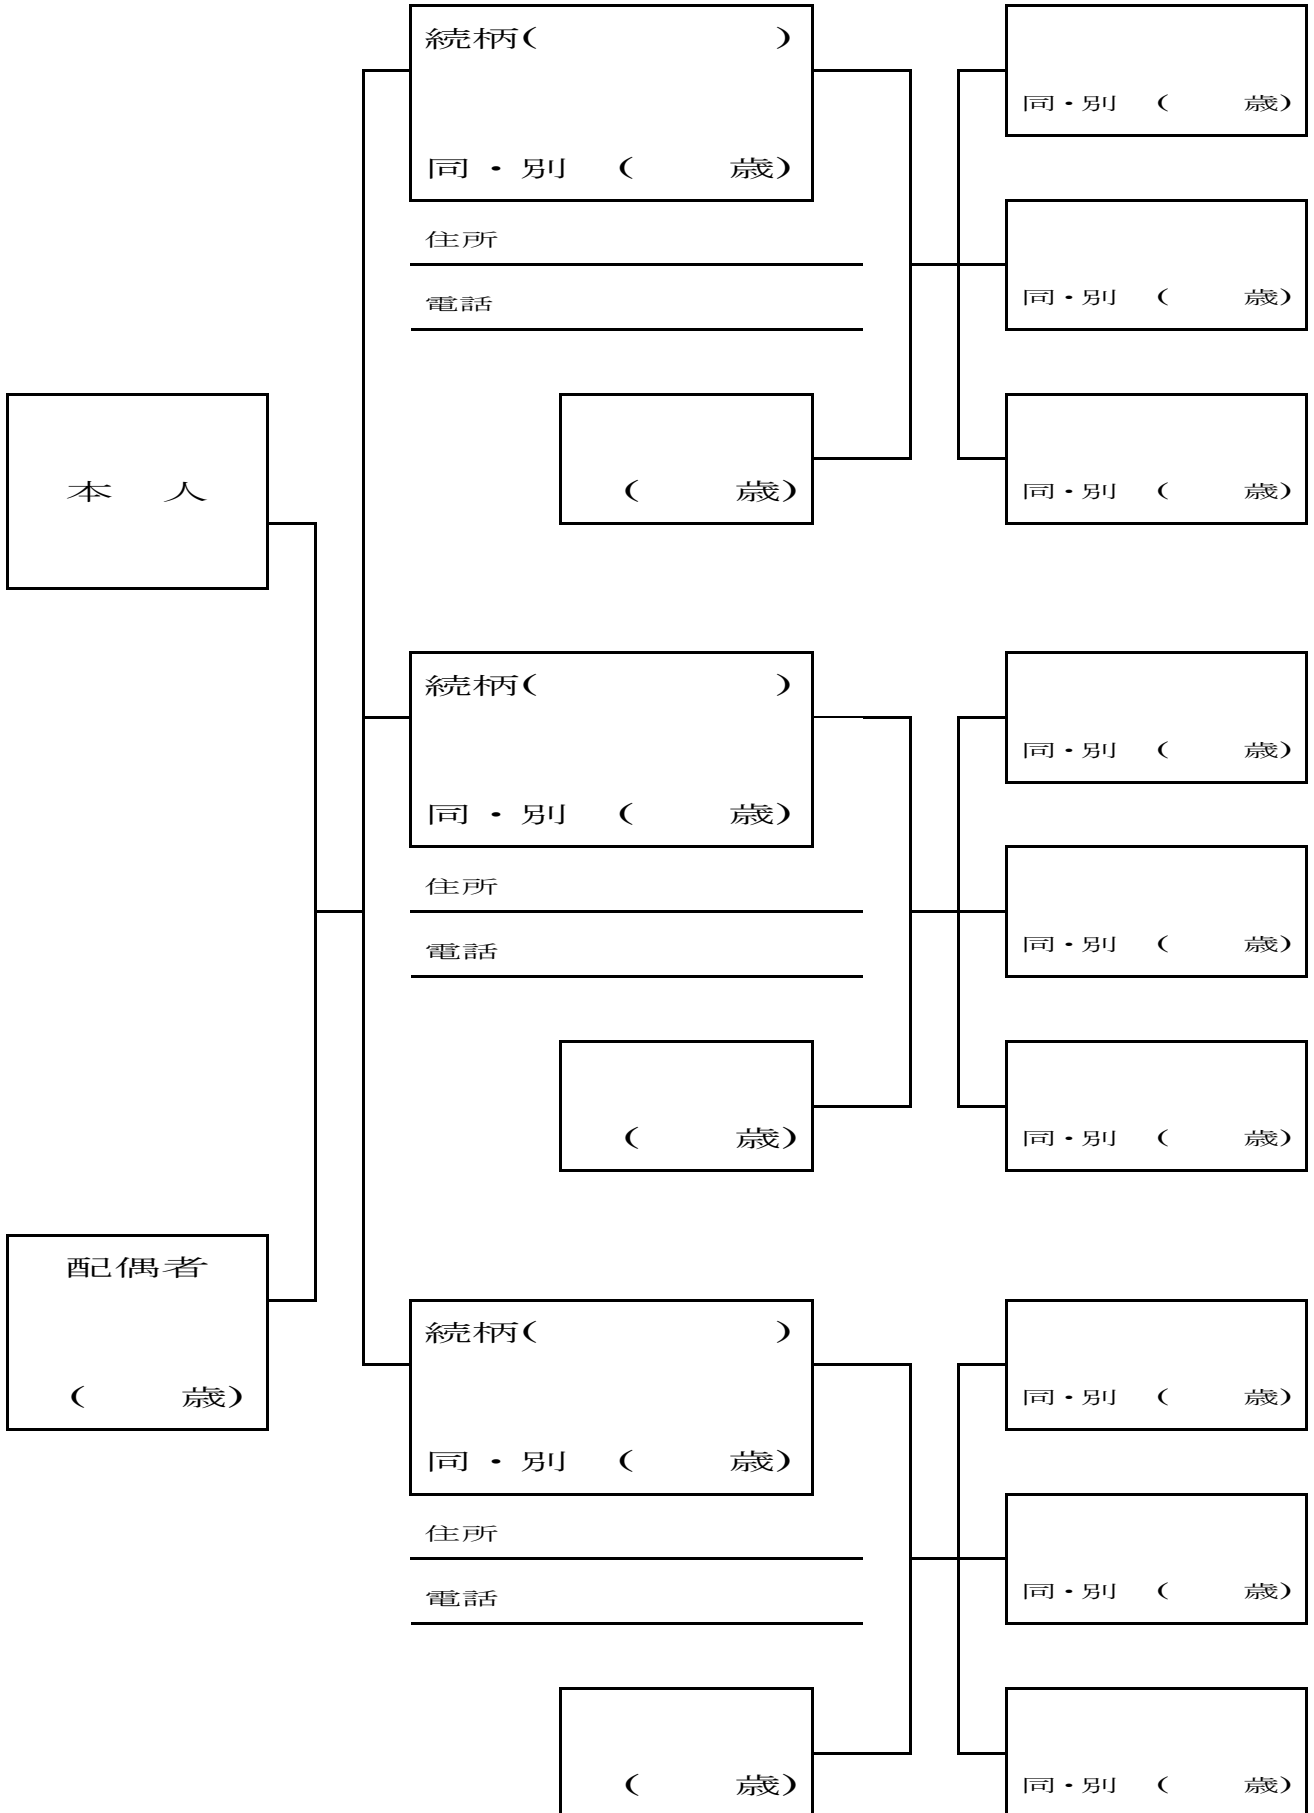 続柄(　　　　　)
同・別　(　　歳)
住所
電話
(　　歳)
同・別　(　　歳)
同・別　(　　歳)
同・別　(　　歳)
本　人
続柄(　　　　　)
同・別　(　　歳)
住所
電話
(　　歳)
同・別　(　　歳)
同・別　(　　歳)
同・別　(　　歳)
配偶者
(　　歳)
続柄(　　　　　)
同・別　(　　歳)
住所
電話
(　　歳)
同・別　(　　歳)
同・別　(　　歳)
同・別　(　　歳)